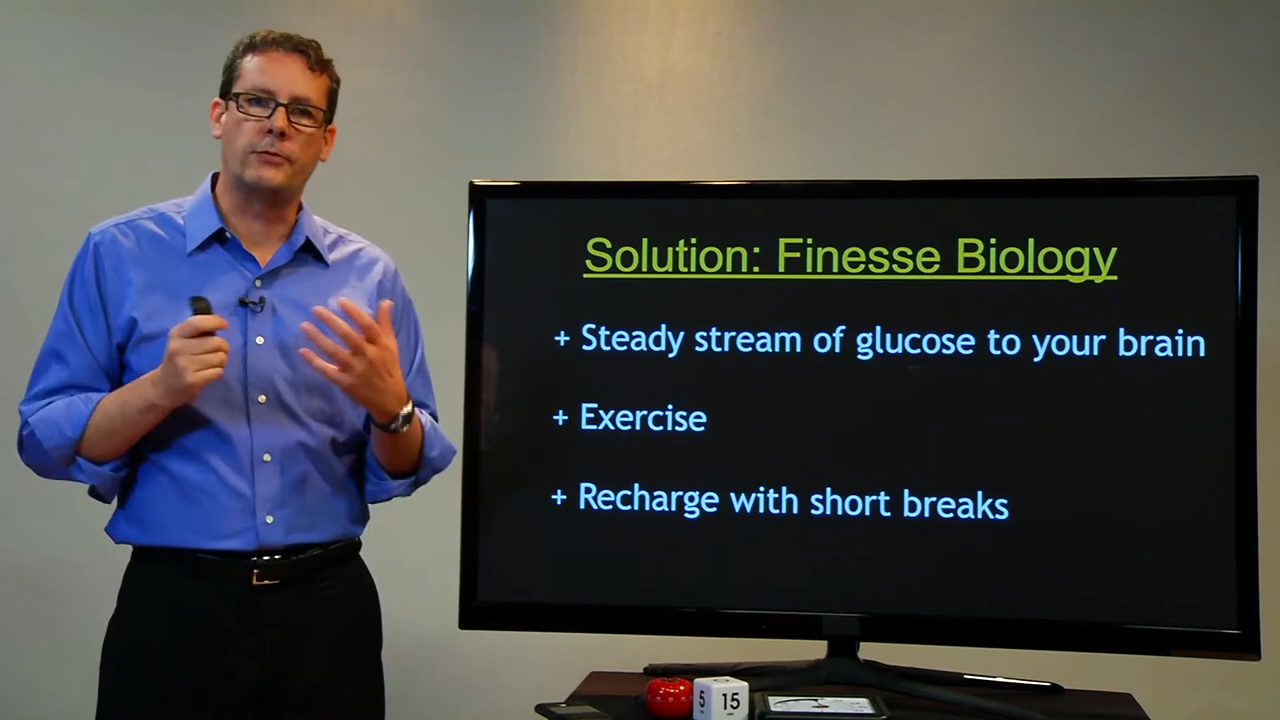 Solution: Finesse Biology
+ Steady stream of glucose to your brain
+ Exercise
+ Recharge with short breaks
5 15